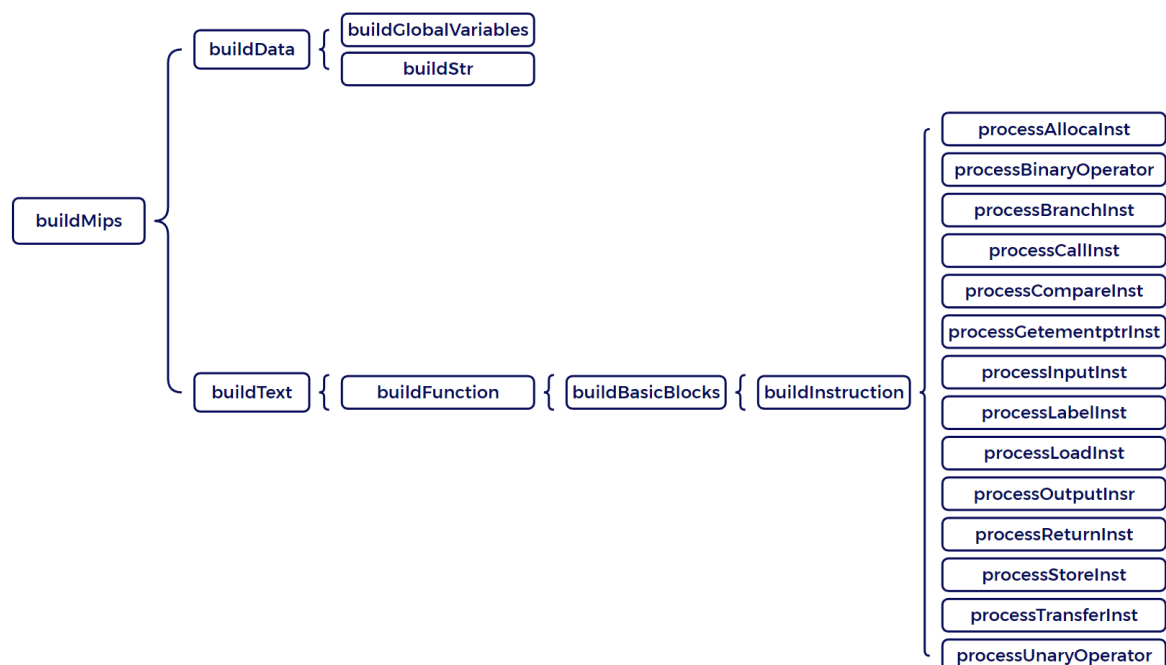 buildMips
buildData
buildGlobalVariables
buildStr
buildText
buildFunction
buildBasicBlocks
buildInstruction
processAllocaInst
processBinaryOperator
processBranchInst
processCallInst
processCompareInst
processGetementptrInst
processInputInst
processLabelInst
processLoadInst
processOutputInsr
processReturnInst
processStoreInst
processTransferInst
processUnaryOperator